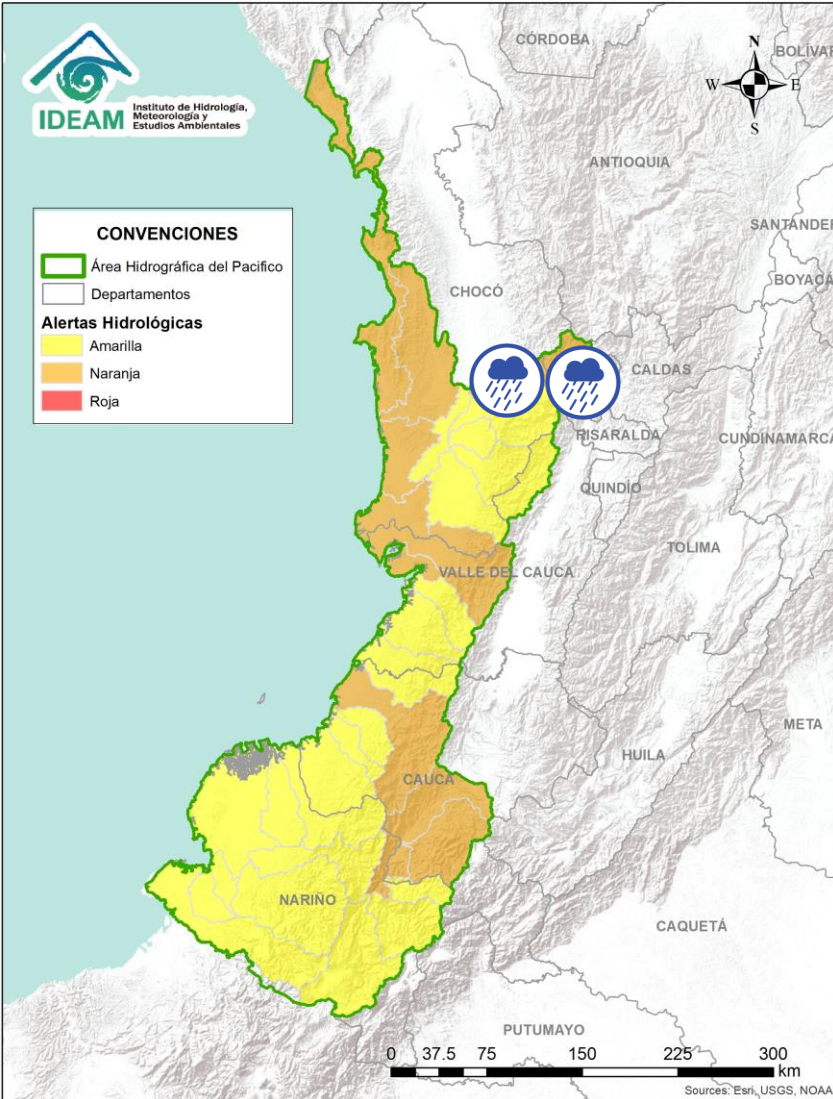 IDEAM
Instituto de Hidrología,
Meteorología y
Estudios Ambientales
CONVENCIONES
Área Hidrográfica del Pacifico
Departamentos
Alertas Hidrológicas
Amarilla
Naranja
Roja
N
W
E
S
CÓRDOBA
BOLÍVAR
ANTIOQUIA
SANTANDER
BOYACÁ
CHOCÓ
CALDAS
RISARALDA
CUNDINAMARCA
QUINDÍO
TOLIMA
VALLE DEL CAUCA
META
HUILA
CAUCA
NARIÑO
CAQUETÁ
PUTUMAYO
0 37.5 75 150 225 300
km
Sources: Esri, USGS, NOAA